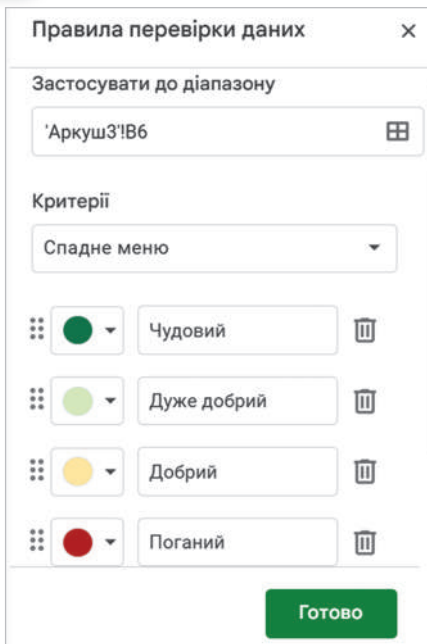 Правила перевірки даних
Застосувати до діапазону
'Аркуш3'!B6
Критерії
Спадне меню
Чудовий
Дуже добрий
Добрий
Поганий
Готово